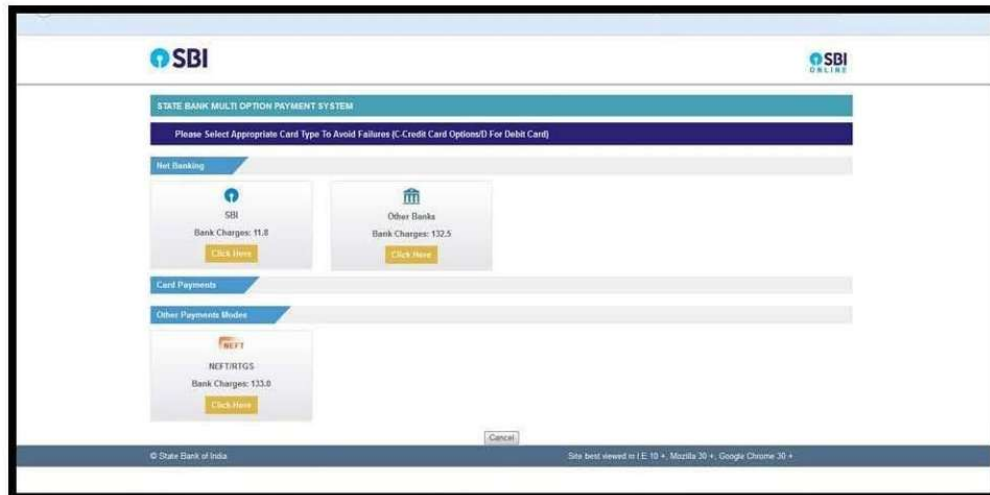 SBI
SBI
ONLINE
STATE BANK MULTI OPTION PAYMENT SYSTEM
Please Select Appropriate Card Type To Avoid Failures (C-Credit Card Options/D For Debit Card)
Net Banking
SBI
Bank Charges: 11.8
Click Here
Other Banks
Bank Charges: 132.5
Click Here
Card Payments
Other Payments Modes
NEFT
NEFT/RTGS
Bank Charges: 133.0
Click Here
Cancel
© State Bank of India
Site best viewed in I.E 10 +, Mozilla 30 +, Google Chrome 30 +